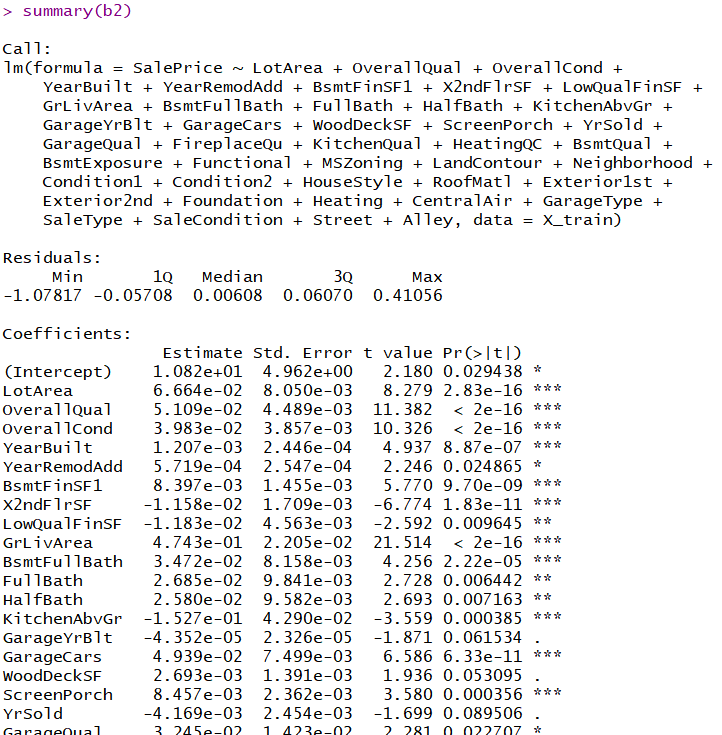 > summary(b2)
Call:
lm(formula = SalePrice ~ LotArea + OverallQual + OverallCond +
YearBuilt + YearRemodAdd + BsmtFinSF1 + X2ndFlrSF + LowQualFinSF +
GrLivArea + BsmtFullBath + FullBath + HalfBath + KitchenAbvGr +
GarageYrBlt + GarageCars + WoodDeckSF + ScreenPorch + YrSold +
GarageQual + FireplaceQu + KitchenQual + HeatingQC + BsmtQual +
BsmtExposure + Functional + MSZoning + LandContour + Neighborhood +
Condition1 + Condition2 + HouseStyle + RoofMatl + Exterior1st +
Exterior2nd + Foundation + Heating + CentralAir + GarageType +
SaleType + SaleCondition + Street + Alley, data = X_train)
Residuals:
Min 1Q Median 3Q Max
-1.07817 -0.05708 0.00608 0.06070 0.41056
Coefficients:
Estimate Std. Error t value Pr(>|t|)
(Intercept) 1.082e+01 4.962e+00 2.180 0.029438 *
LotArea 6.664e-02 8.050e-03 8.279 2.83e-16 ***
OverallQual 5.109e-02 4.489e-03 11.382 < 2e-16 ***
OverallCond 3.983e-02 3.857e-03 10.326 < 2e-16 ***
YearBuilt 1.207e-03 2.446e-04 4.937 8.87e-07 ***
YearRemodAdd 5.719e-04 2.547e-04 2.246 0.024865 *
BsmtFinSF1 8.397e-03 1.455e-03 5.770 9.70e-09 ***
X2ndFlrSF -1.158e-02 1.709e-03 -6.774 1.83e-11 ***
LowQualFinSF -1.183e-02 4.563e-03 -2.592 0.009645 **
GrLivArea 4.743e-01 2.205e-02 21.514 < 2e-16 ***
BsmtFullBath 3.472e-02 8.158e-03 4.256 2.22e-05 ***
FullBath 2.685e-02 9.841e-03 2.728 0.006442 **
HalfBath 2.580e-02 9.582e-03 2.693 0.007163 **
KitchenAbvGr -1.527e-01 4.290e-02 -3.559 0.000385 ***
GarageYrBlt -4.352e-05 2.326e-05 -1.871 0.061534 .
GarageCars 4.939e-02 7.499e-03 6.586 6.33e-11 ***
WoodDeckSF 2.693e-03 1.391e-03 1.936 0.053095 .
ScreenPorch 8.457e-03 2.362e-03 3.580 0.000356 ***
YrSold -4.169e-03 2.454e-03 -1.699 0.089506 .
GarageQual 3.245e-02 1.423e-02 2.281 0.022707 *